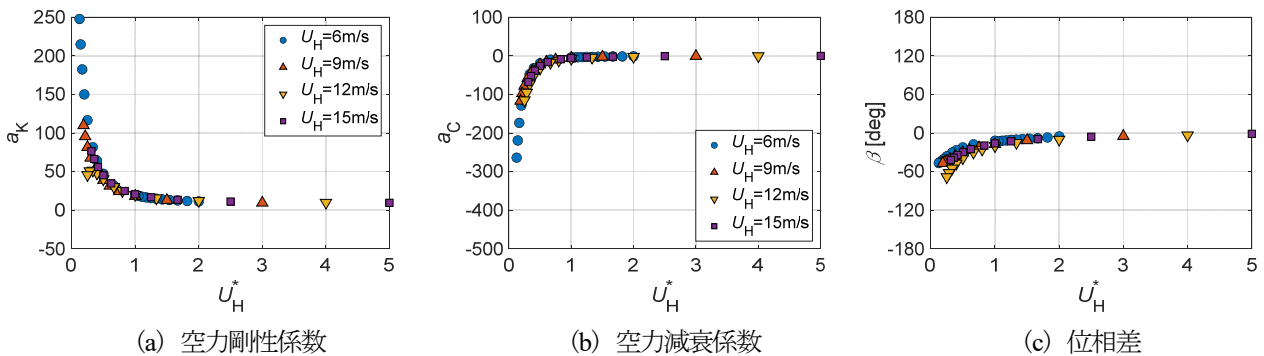 250
200
150
100
50
0
-50
a_K
U_H=6m/s
U_H=9m/s
U_H=12m/s
U_H=15m/s
0 1 2 3 4 5
U_H^*
(a) 空力剛性係数
100
0
-100
-200
-300
-400
-500
a_C
U_H=6m/s
U_H=9m/s
U_H=12m/s
U_H=15m/s
0 1 2 3 4 5
U_H^*
(b) 空力減衰係数
180
120
60
0
-60
-120
-180
β [deg]
0 1 2 3 4 5
U_H^*
(c) 位相差